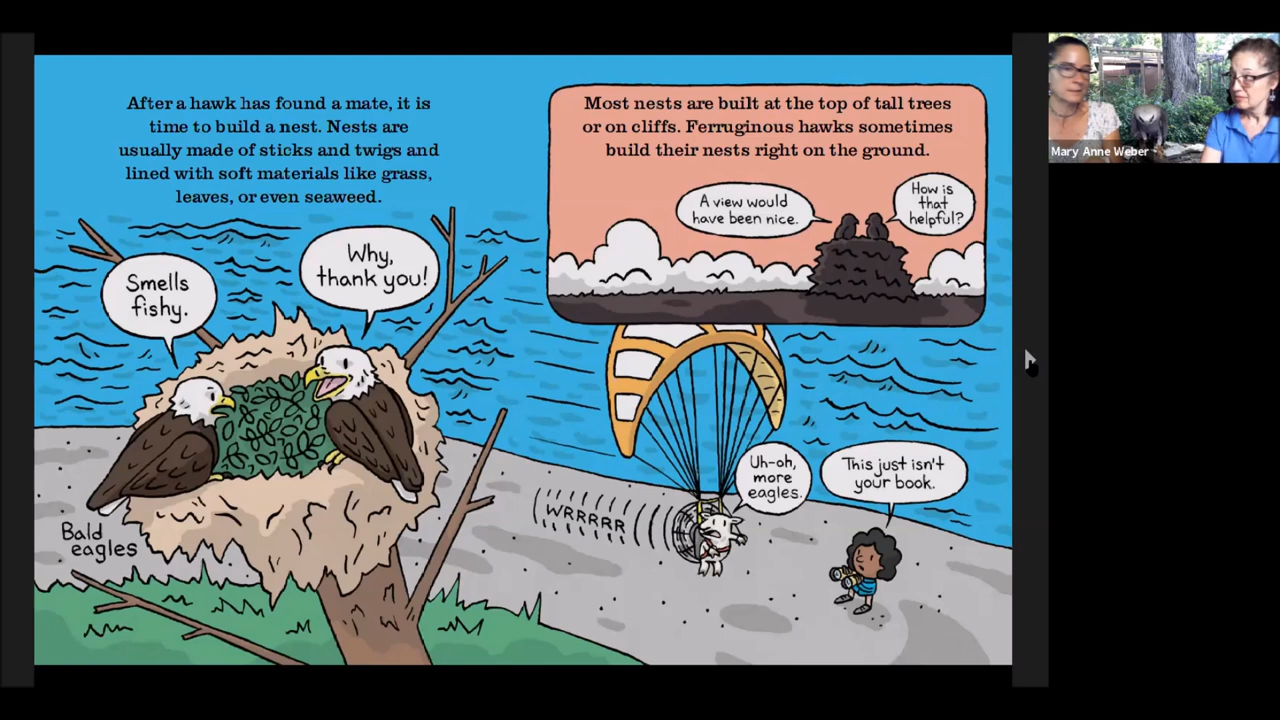 After a hawk has found a mate, it is
time to build a nest. Nests are
usually made of sticks and twigs and
lined with soft materials like grass,
leaves, or even seaweed.
Smells
fishy.
Why,
thank you!
Bald
eagles
Most nests are built at the top of tall trees
or on cliffs. Ferruginous hawks sometimes
build their nests right on the ground.
A view would
have been nice.
How is
that
helpful?
WRRRRR
Uh-oh,
more
eagles.
This just isn't
your book.
Mary Anne Weber